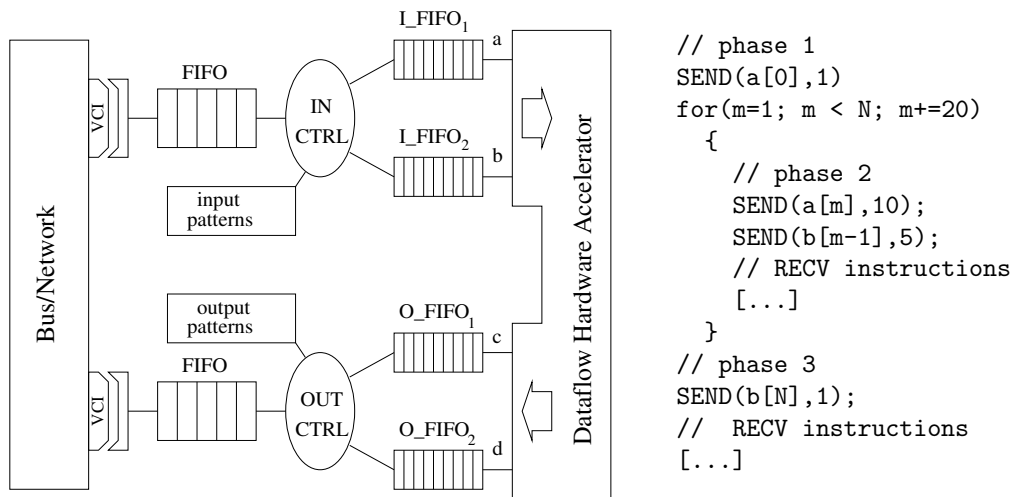 Bus/Network
VCI
FIFO
IN
CTRL
input
patterns
I_FIFO1
a
I_FIFO2
b
output
patterns
VCI
FIFO
OUT
CTRL
O_FIFO1
c
O_FIFO2
d
Dataflow Hardware Accelerator
// phase 1
SEND(a[0],1)
for(m=1; m < N; m+=20)
{
// phase 2
SEND(a[m],10);
SEND(b[m-1],5);
// RECV instructions
[...]
}
// phase 3
SEND(b[N],1);
// RECV instructions
[...]